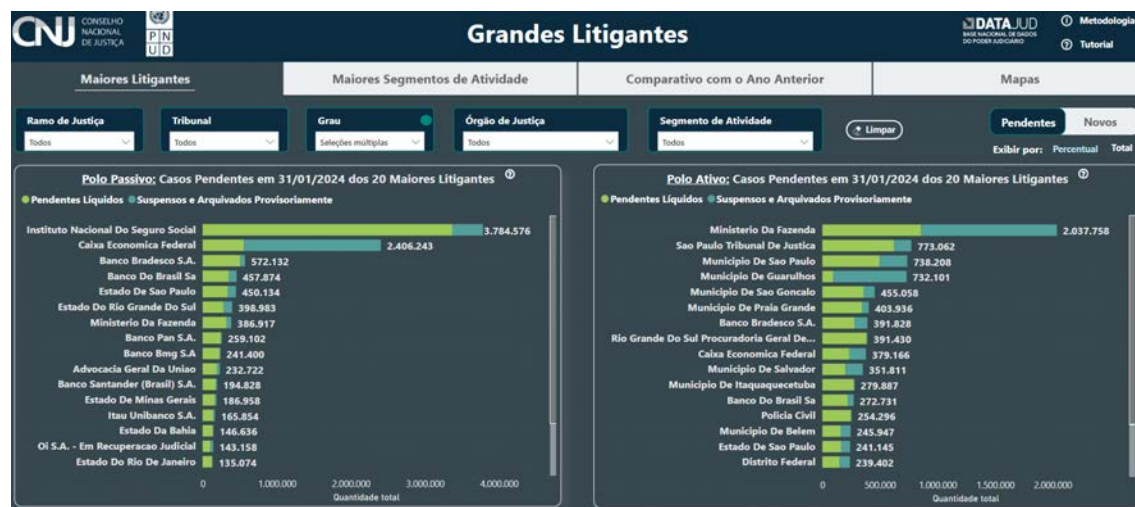 CNJ CONSELHO NACIONAL DE JUSTIÇA
P N
U D
Grandes Litigantes
DATAJUD
BASE NACIONAL DE DADOS
DO PODER JUDICIÁRIO
Metodologia
Tutorial
Maiores Litigantes
Maiores Segmentos de Atividade
Comparativo com o Ano Anterior
Mapas
Ramo de Justiça
Tribunal
Grau
Órgão de Justiça
Segmento de Atividade
Todos
Todos
Seleções múltiplas
Todos
Todos
Limpar
Pendentes
Novos
Exibir por: Percentual Total
Polo Passivo: Casos Pendentes em 31/01/2024 dos 20 Maiores Litigantes
Pendentes Líquidos Suspensos e Arquivados Provisoriamente
Instituto Nacional Do Seguro Social 3.784.576
Caixa Economica Federal 2.406.243
Banco Bradesco S.A. 572.132
Banco Do Brasil Sa 457.874
Estado De Sao Paulo 450.134
Estado Do Rio Grande Do Sul 398.983
Ministerio Da Fazenda 386.917
Banco Pan S.A. 259.102
Banco Bmg S.A 241.400
Advocacia Geral Da Uniao 232.722
Banco Santander (Brasil) S.A. 194.828
Estado De Minas Gerais 186.958
Itau Unibanco S.A. 165.854
Estado Da Bahia 146.636
Oi S.A. - Em Recuperacao Judicial 143.158
Estado Do Rio De Janeiro 135.074
0 1.000.000 2.000.000 3.000.000 4.000.000
Quantidade total
Polo Ativo: Casos Pendentes em 31/01/2024 dos 20 Maiores Litigantes
Pendentes Líquidos Suspensos e Arquivados Provisoriamente
Ministerio Da Fazenda 2.037.758
Sao Paulo Tribunal De Justica 773.062
Municipio De Sao Paulo 738.208
Municipio De Guarulhos 732.101
Municipio De Sao Goncalo 455.058
Municipio De Praia Grande 403.936
Banco Bradesco S.A. 391.828
Rio Grande Do Sul Procuradoria Geral De... 391.430
Caixa Economica Federal 379.166
Municipio De Salvador 351.811
Municipio De Itaquaquecetuba 279.887
Banco Do Brasil Sa 272.731
Policia Civil 254.296
Municipio De Belem 245.947
Estado De Sao Paulo 241.145
Distrito Federal 239.402
0 500.000 1.000.000 1.500.000 2.000.000
Quantidade total